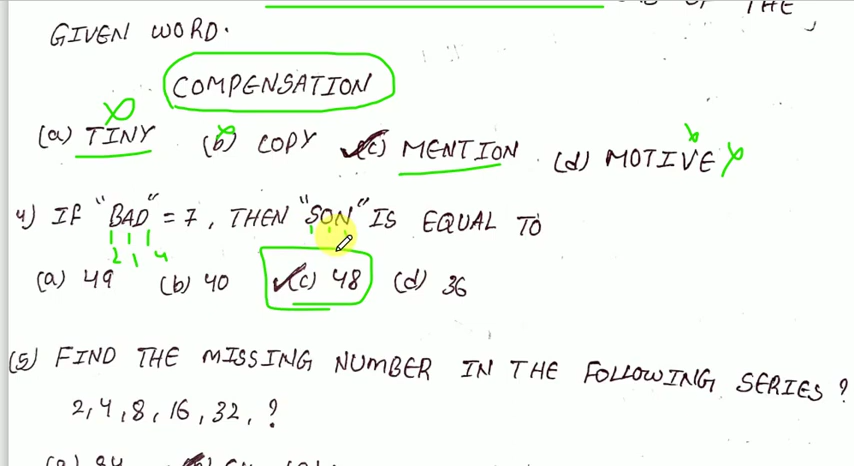 THE
GIVEN WORD.
COMPENSATION
(a) TINY (b) COPY (c) MENTION (d) MOTIVE
4) IF "BAD" = 7, THEN "SON" IS EQUAL TO
2 1 4
(a) 49 (b) 40 (c) 48 (d) 36
(5) FIND THE MISSING NUMBER IN THE FOLLOWING SERIES ?
2, 4, 8, 16, 32, ?